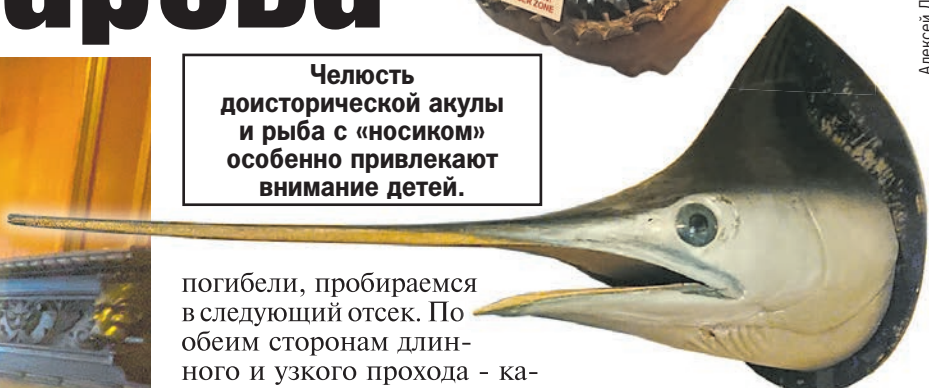 Челюсть
доисторической акулы
и рыба с «носиком»
особенно привлекают
внимание детей.
погибели, пробираемся
в следующий отсек. По
обеим сторонам длин-
ного и узкого прохода - ка-
ZONE
Алексей